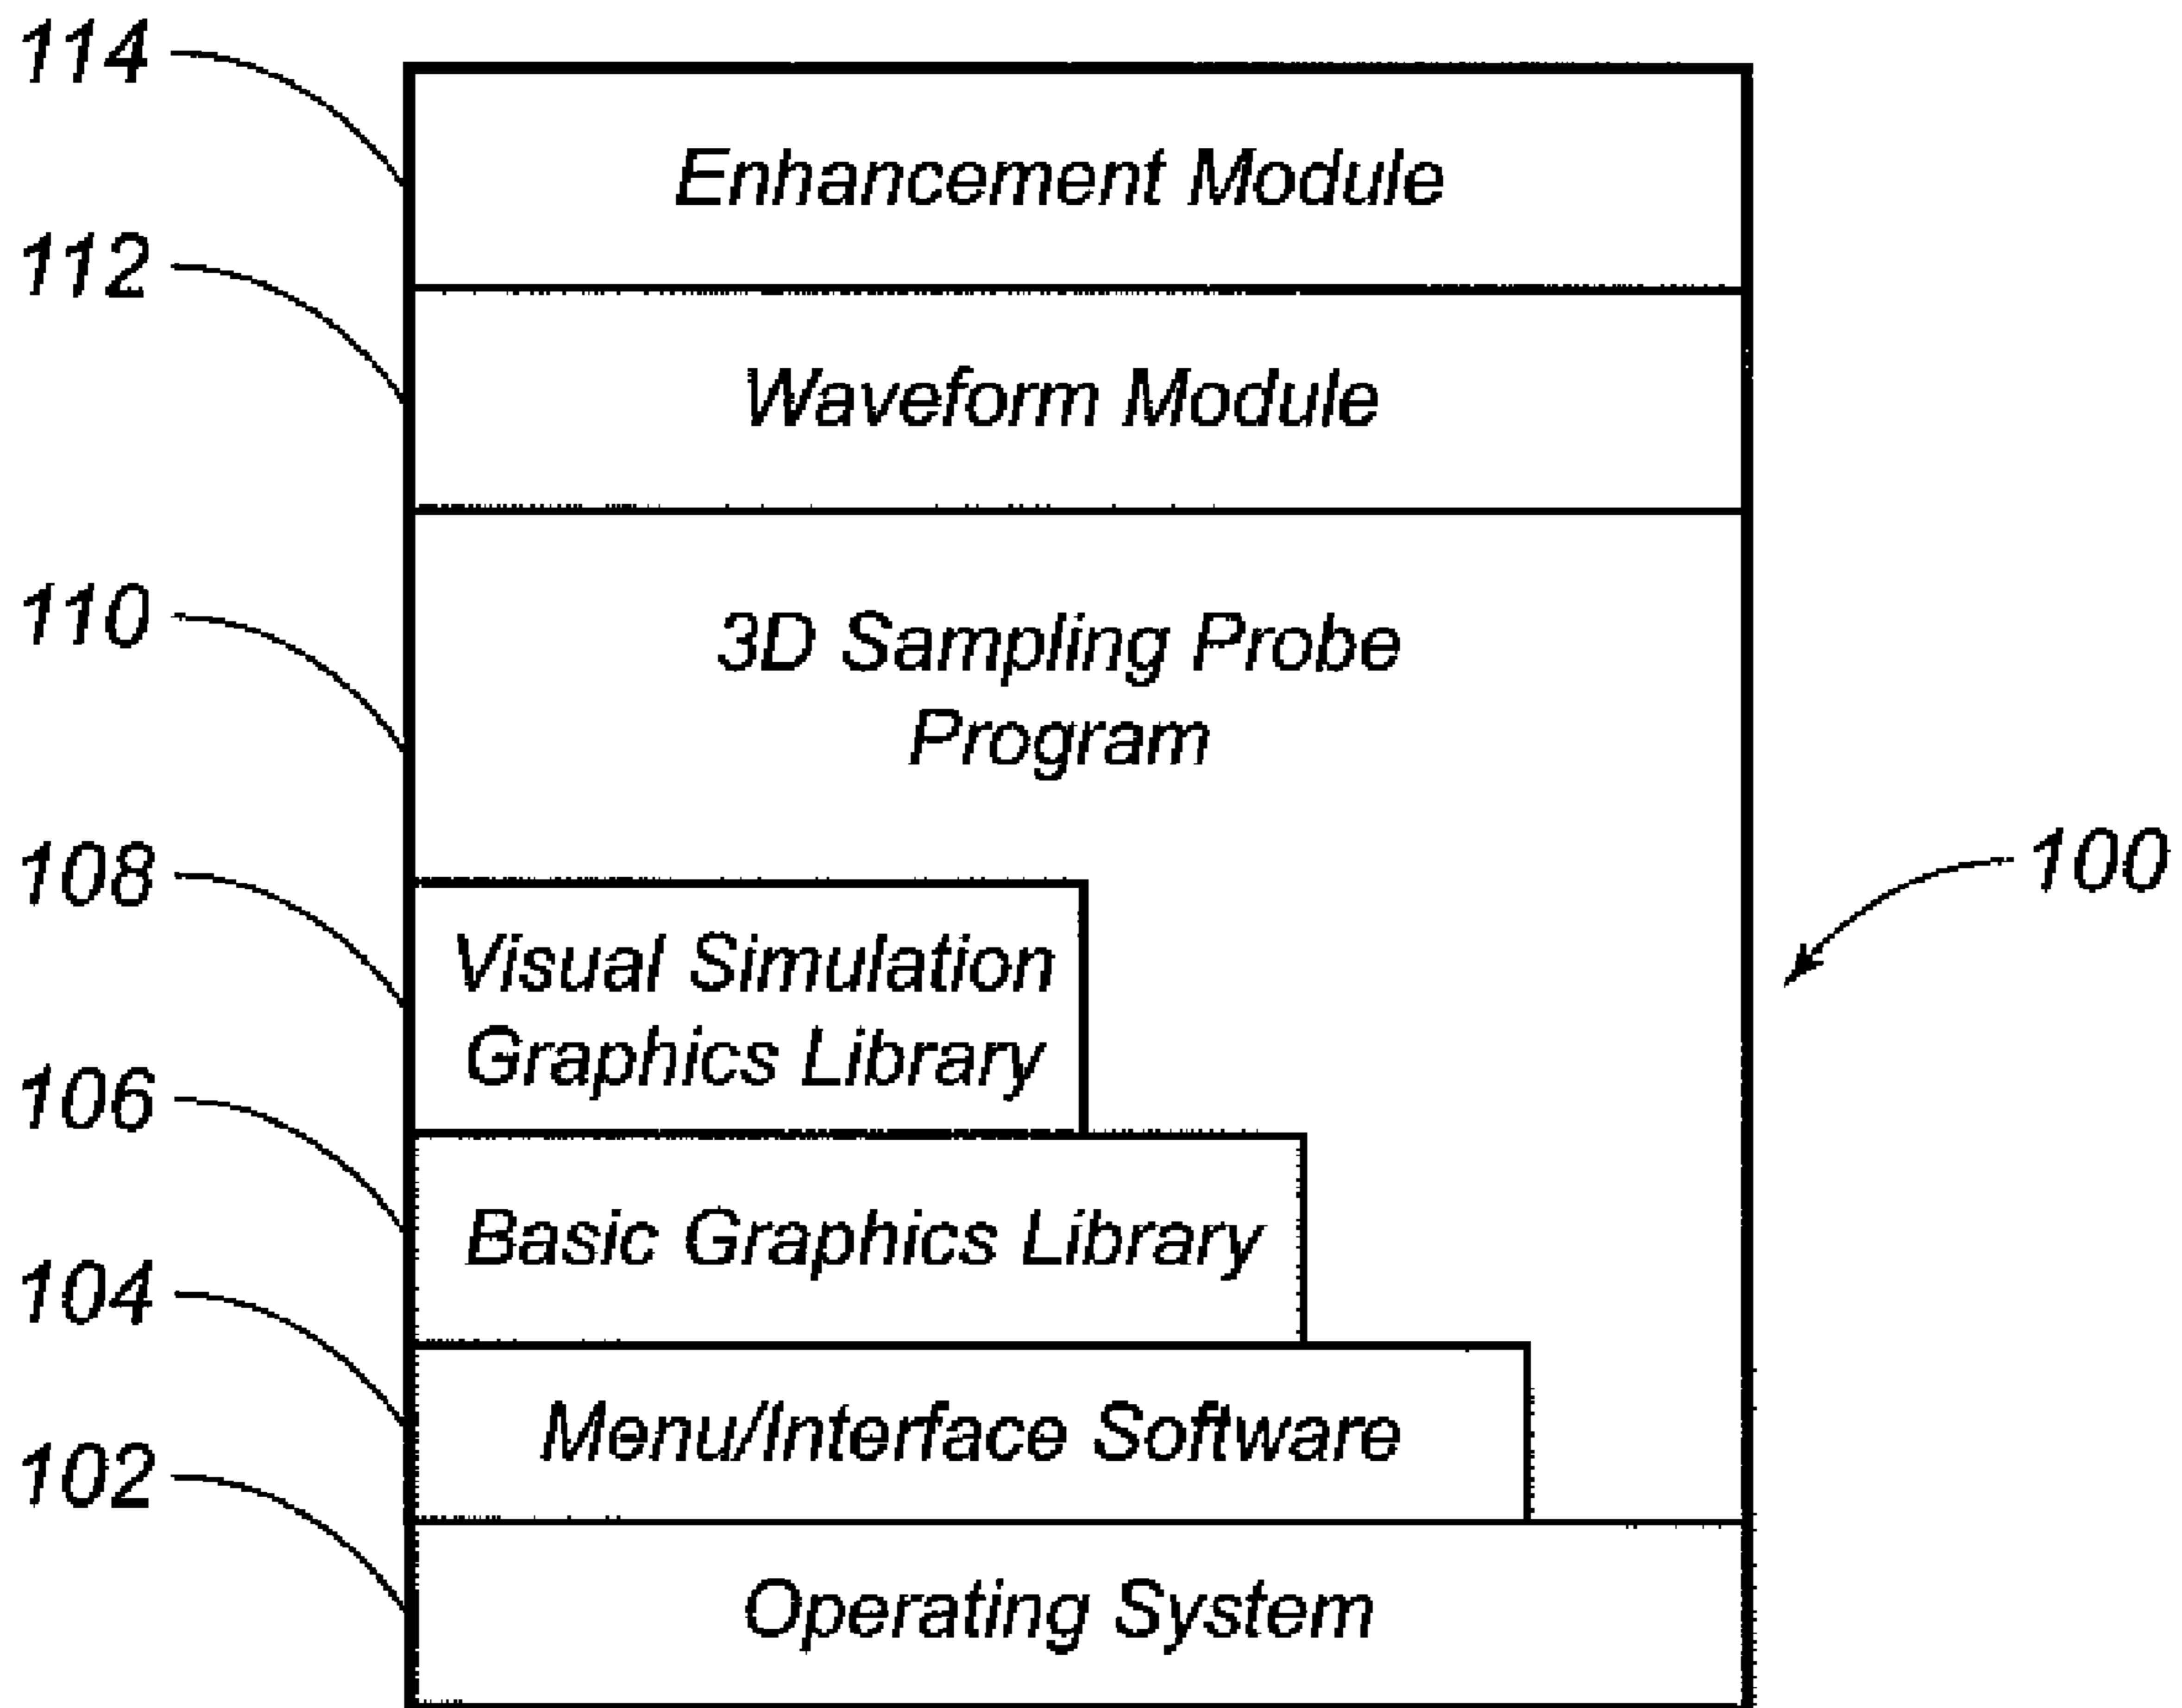 114
Enhancement Module
112
Waveform Module
110
3D Sampling Probe
Program
108
100
Visual Simulation
Graphics Library
106
Basic Graphics Library
104
Menu/Interface Software
102
Operating System